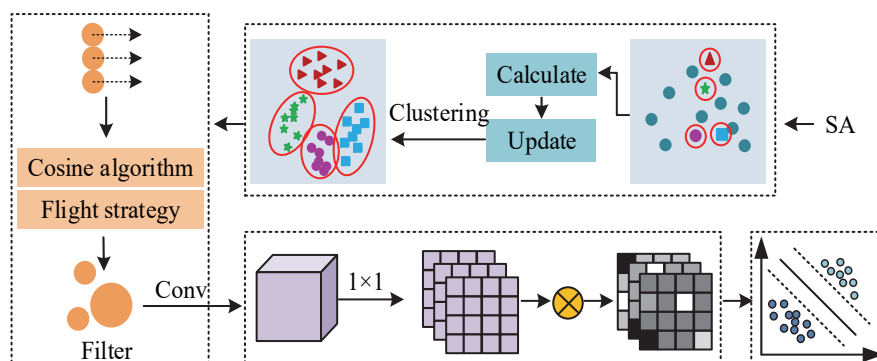 Calculate
Clustering
Update
SA
Cosine algorithm
Flight strategy
Conv
1×1
Filter